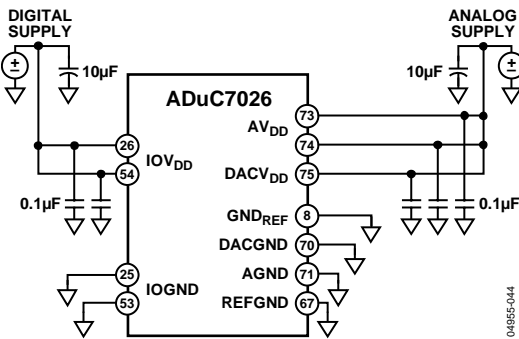 DIGITAL
SUPPLY
ANALOG
SUPPLY
10µF
10µF
ADuC7026
73
AVDD
26
74
IOVDD
54
DACVDD
75
0.1µF
0.1µF
GNDREF
8
DACGND
70
25
AGND
71
IOGND
53
REFGND
67
04955-044